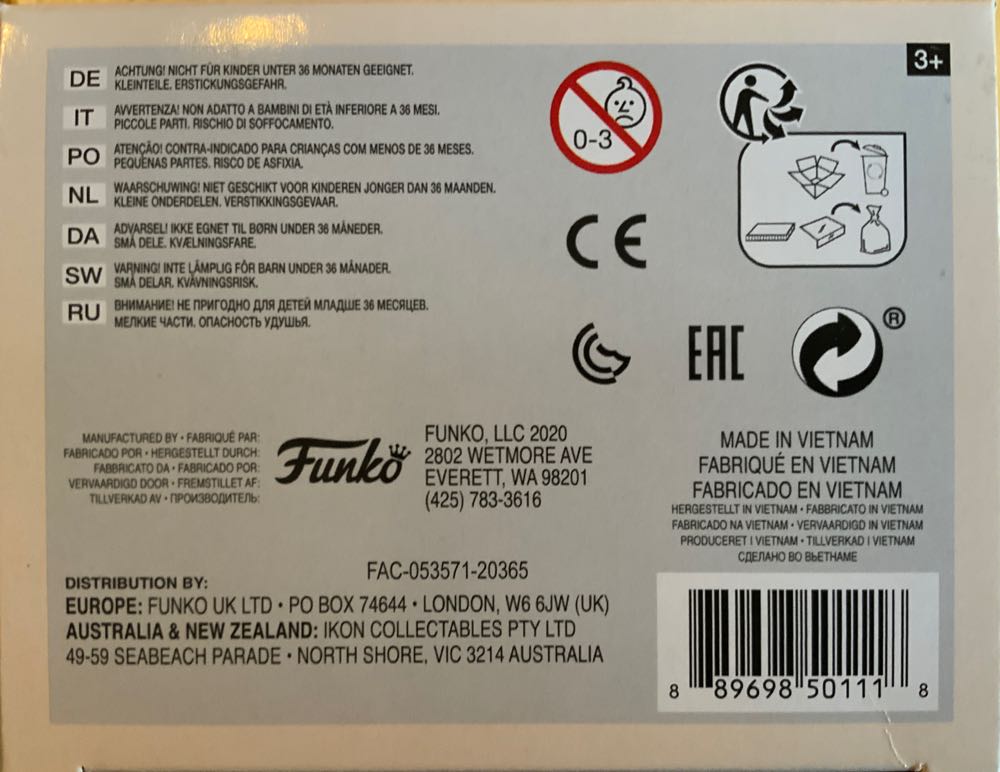 3+
DE ACHTUNG! NICHT FÜR KINDER UNTER 36 MONATEN GEEIGNET.
KLEINTEILE. ERSTICKUNGSGEFAHR.
IT AVVERTENZA! NON ADATTO A BAMBINI DI ETÀ INFERIORE A 36 MESI.
PICCOLE PARTI. RISCHIO DI SOFFOCAMENTO.
PO ATENÇÃO! CONTRA-INDICADO PARA CRIANÇAS COM MENOS DE 36 MESES.
PEQUENAS PARTES. RISCO DE ASFIXIA.
NL WAARSCHUWING! NIET GESCHIKT VOOR KINDEREN JONGER DAN 36 MAANDEN.
KLEINE ONDERDELEN. VERSTIKKINGSGEVAAR.
DA ADVARSEL! IKKE EGNET TIL BØRN UNDER 36 MÅNEDER.
SMÅ DELE. KVÆLNINGSFARE.
SW VARNING! INTE LÄMPLIG FÖR BARN UNDER 36 MÅNADER.
SMÅ DELAR. KVÄVNINGSRISK.
RU ВНИМАНИЕ! НЕ ПРИГОДНО ДЛЯ ДЕТЕЙ МЛАДШЕ 36 МЕСЯЦЕВ.
МЕЛКИЕ ЧАСТИ. ОПАСНОСТЬ УДУШЬЯ.
0-3
CE
EAC
®
MANUFACTURED BY • FABRIQUÉ PAR:
FABRICADO POR • HERGESTELLT DURCH:
FABBRICATO DA • FABRICADO POR:
VERVAARDIGD DOOR • FREMSTILLET AF:
TILLVERKAD AV • ПРОИЗВОДИТЕЛЬ:
Funko
FUNKO, LLC 2020
2802 WETMORE AVE
EVERETT, WA 98201
(425) 783-3616
MADE IN VIETNAM
FABRIQUÉ EN VIETNAM
FABRICADO EN VIETNAM
HERGESTELLT IN VIETNAM • FABBRICATO IN VIETNAM
FABRICADO NA VIETNAM • VERVAARDIGD IN VIETNAM
PRODUCERET I VIETNAM • TILLVERKAD I VIETNAM
СДЕЛАНО ВО ВЬЕТНАМЕ
FAC-053571-20365
DISTRIBUTION BY:
EUROPE: FUNKO UK LTD • PO BOX 74644 • LONDON, W6 6JW (UK)
AUSTRALIA & NEW ZEALAND: IKON COLLECTABLES PTY LTD
49-59 SEABEACH PARADE • NORTH SHORE, VIC 3214 AUSTRALIA
8 89698 50111 8